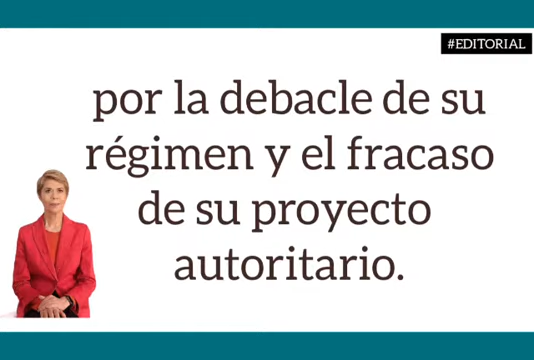 #EDITORIAL
por la debacle de su
régimen y el fracaso
de su proyecto
autoritario.